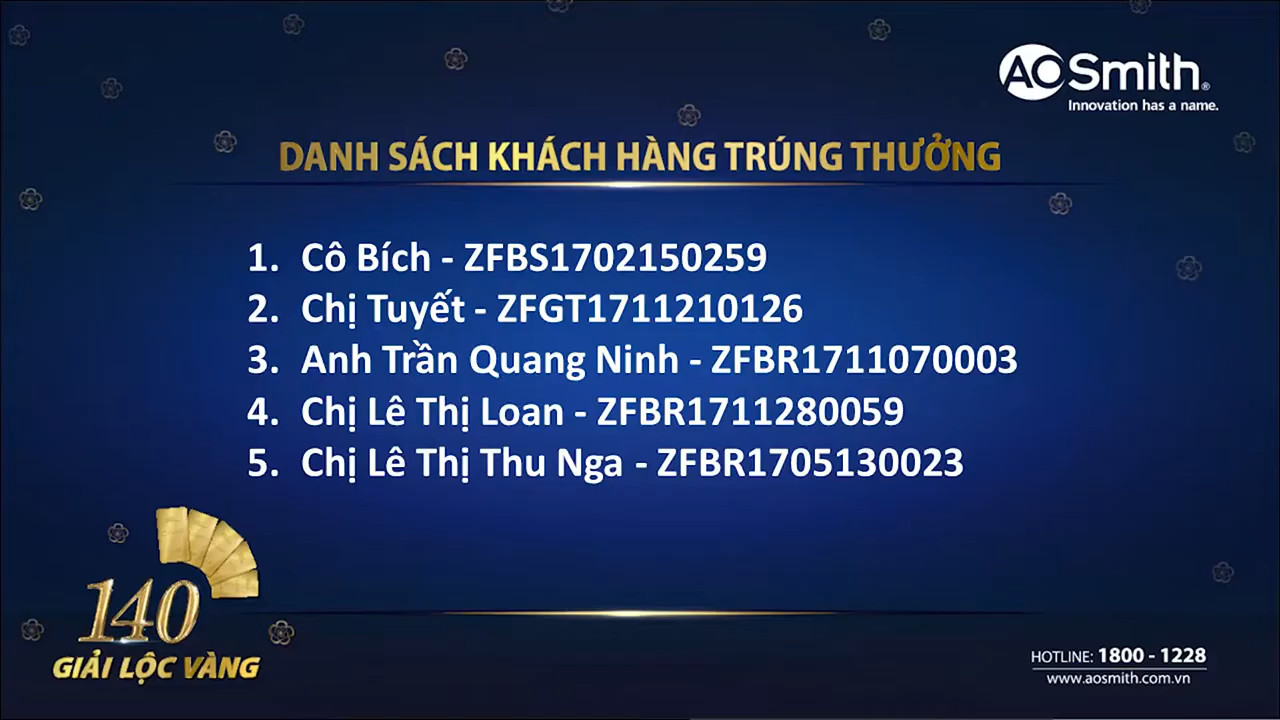 AO Smith®
Innovation has a name.
DANH SÁCH KHÁCH HÀNG TRÚNG THƯỞNG
1. Cô Bích - ZFBS1702150259
2. Chị Tuyết - ZFGT1711210126
3. Anh Trần Quang Ninh - ZFBR1711070003
4. Chị Lê Thị Loan - ZFBR1711280059
5. Chị Lê Thị Thu Nga - ZFBR1705130023
140
GIẢI LỘC VÀNG
HOTLINE: 1800 - 1228
www.aosmith.com.vn